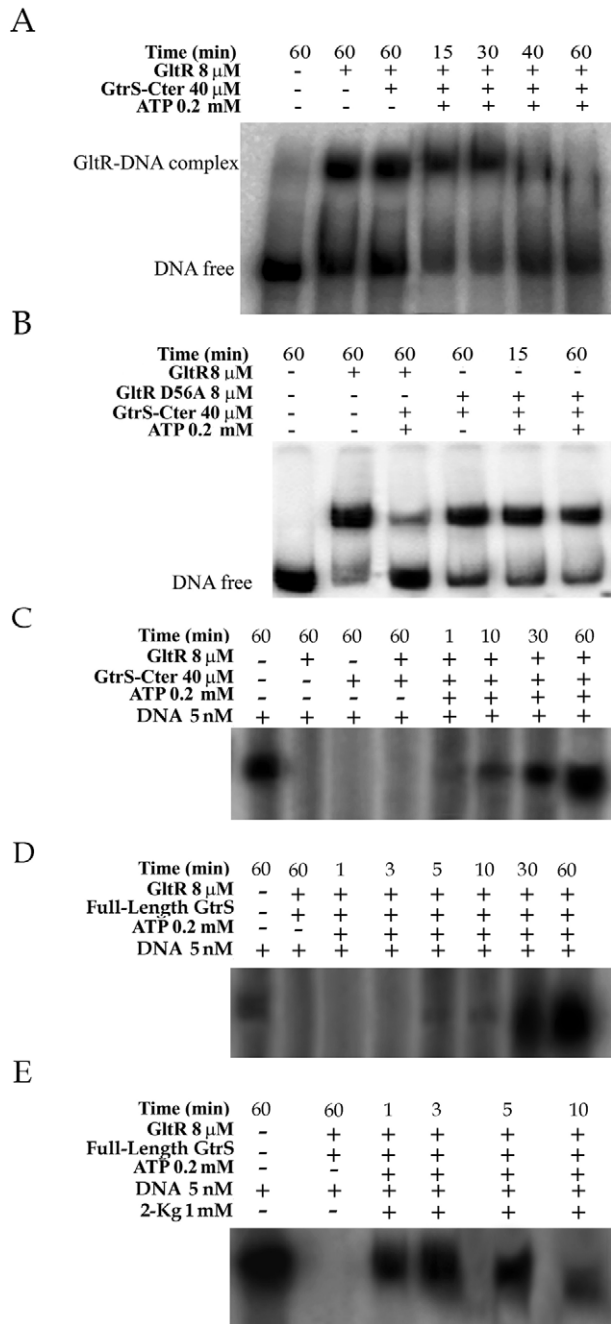 A
Time (min) 60 60 60 15 30 40 60
GltR 8 μM - + + + + + +
GtrS-Cter 40 μM - - + + + + +
ATP 0.2 mM - - - + + + +
GltR-DNA complex
DNA free
B
Time (min) 60 60 60 60 15 60
GltR8 μM - + + - - -
GltR D56A 8 μM - - - + + +
GtrS-Cter 40 μM - - + - + +
ATP 0.2 mM - - + - + +
DNA free
C
Time (min) 60 60 60 60 1 10 30 60
GltR 8 μM - + - + + + + +
GtrS-Cter 40 μM - - + + + + + +
ATP 0.2 mM - - - - + + + +
DNA 5 nM + + + + + + + +
D
Time (min) 60 60 1 3 5 10 30 60
GltR 8 μM - + + + + + + +
Full-Length GtrS - + + + + + + +
ATP 0.2 mM - - + + + + + +
DNA 5 nM + + + + + + + +
E
Time (min) 60 60 1 3 5 10
GltR 8 μM - + + + + +
Full-Length GtrS - + + + + +
ATP 0.2 mM - - + + + +
DNA 5 nM + + + + + +
2-Kg 1 mM - - + + + +